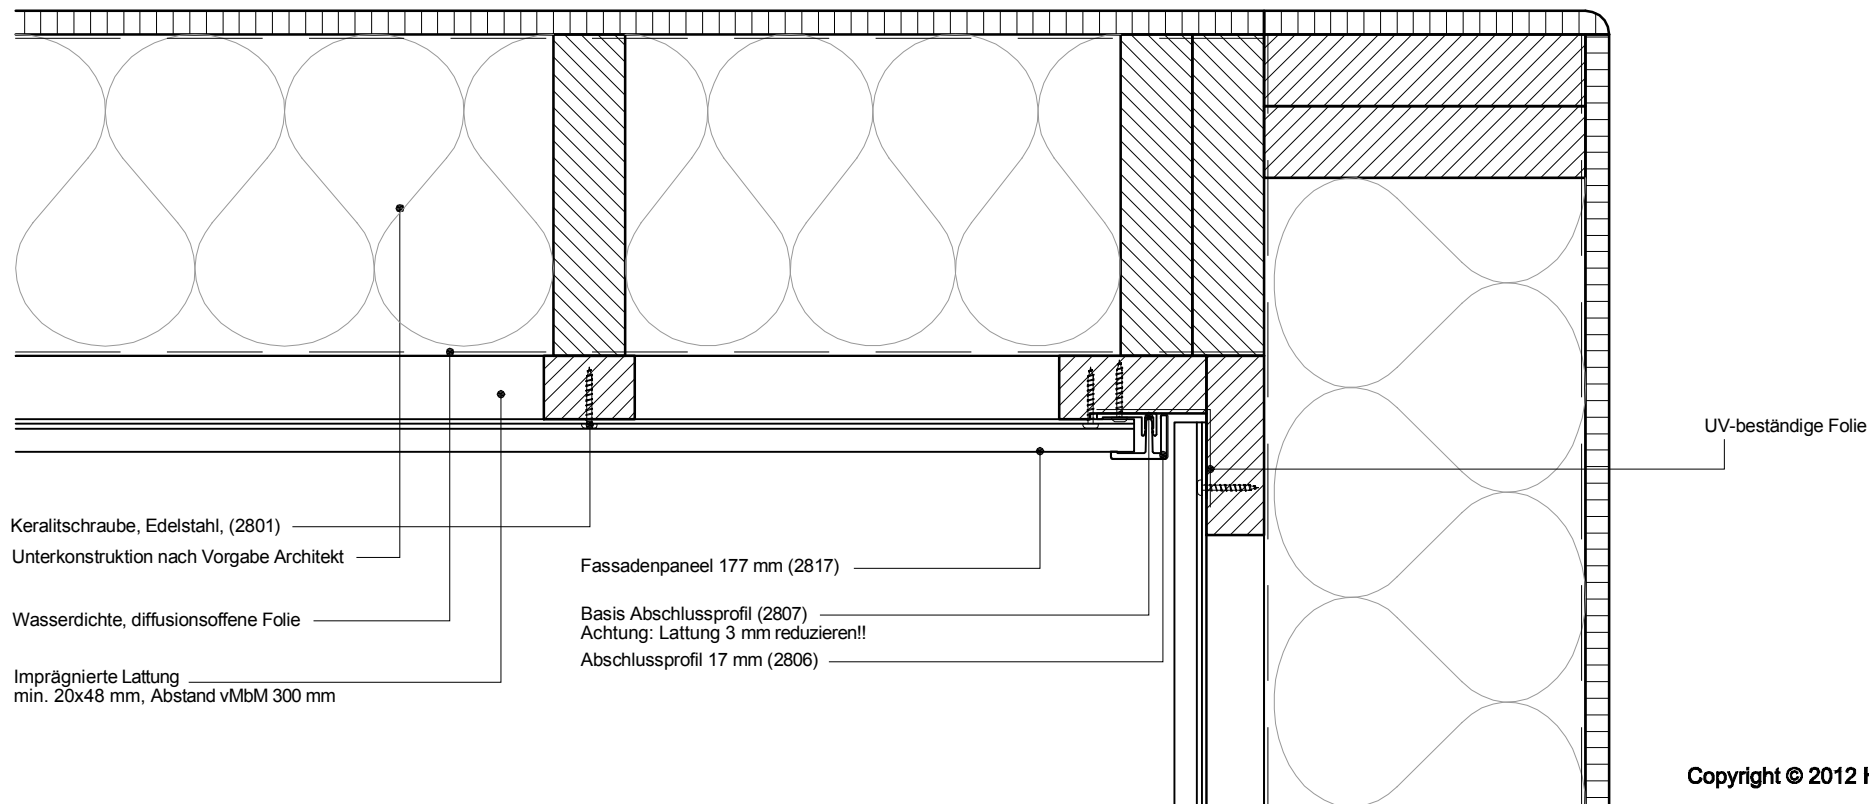 UV-beständige Folie
Keralitschraube, Edelstahl, (2801)
Unterkonstruktion nach Vorgabe Architekt
Wasserdichte, diffusionsoffene Folie
Imprägnierte Lattung
min. 20x48 mm, Abstand vMbM 300 mm
Fassadenpaneel 177 mm (2817)
Basis Abschlussprofil (2807)
Achtung: Lattung 3 mm reduzieren!!
Abschlussprofil 17 mm (2806)
Copyright © 2012